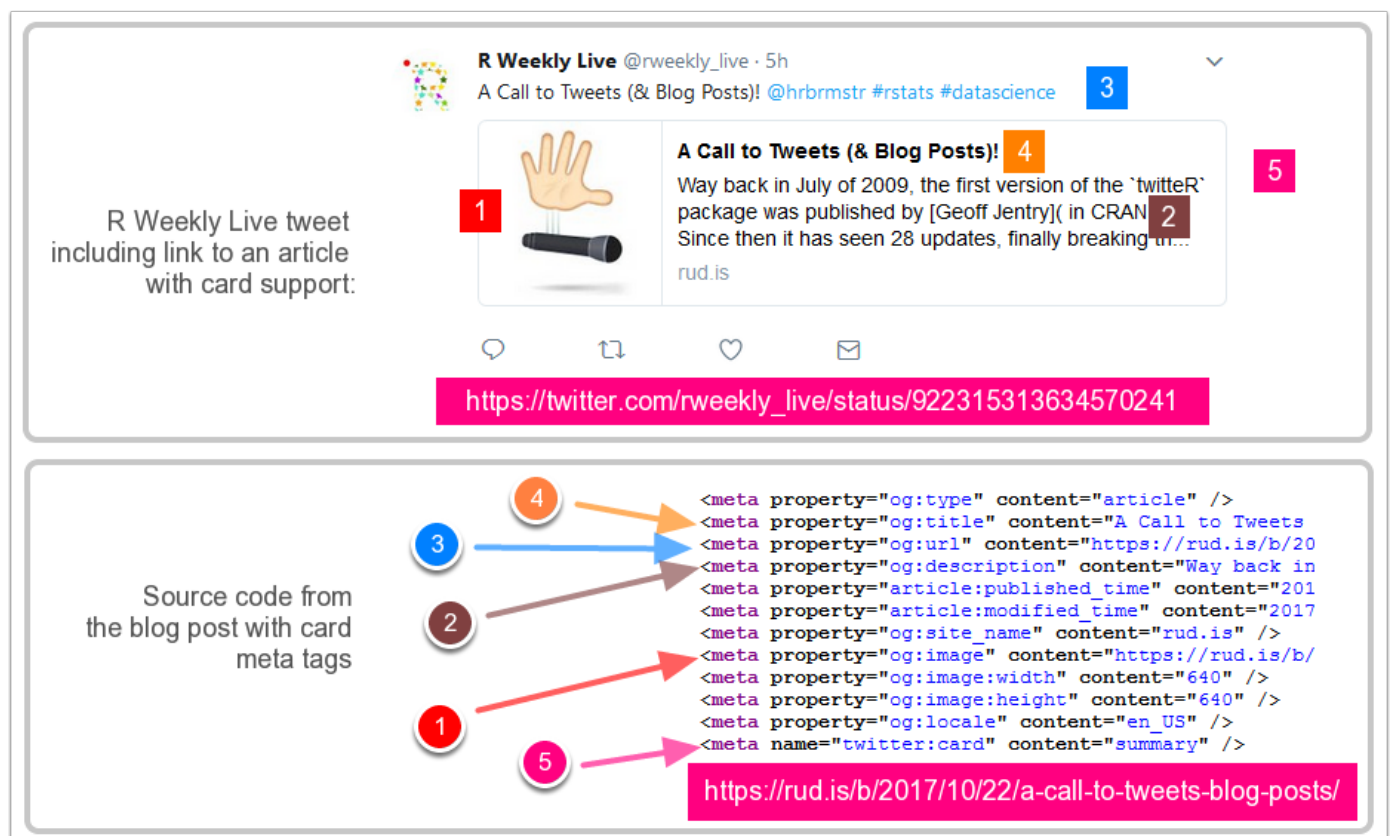 R Weekly Live @rweekly_live · 5h
A Call to Tweets (& Blog Posts)! @hrbrmstr #rstats #datascience
3
A Call to Tweets (& Blog Posts)!
4
5
Way back in July of 2009, the first version of the `twitteR`
1
package was published by [Geoff Jentry]( in CRAN
2
Since then it has seen 28 updates, finally breaking
rud.is
R Weekly Live tweet
including link to an article
with card support:
https://twitter.com/rweekly_live/status/922315313634570241
4
3
2
1
5
Source code from
the blog post with card
meta tags
<meta property="og:type" content="article" />
<meta property="og:title" content="A Call to Tweets
<meta property="og:url" content="https://rud.is/b/20
<meta property="og:description" content="Way back in
<meta property="article:published_time" content="201
<meta property="article:modified_time" content="2017
<meta property="og:site_name" content="rud.is" />
<meta property="og:image" content="https://rud.is/b/
<meta property="og:image:width" content="640" />
<meta property="og:image:height" content="640" />
<meta property="og:locale" content="en_US" />
<meta name="twitter:card" content="summary" />
https://rud.is/b/2017/10/22/a-call-to-tweets-blog-posts/